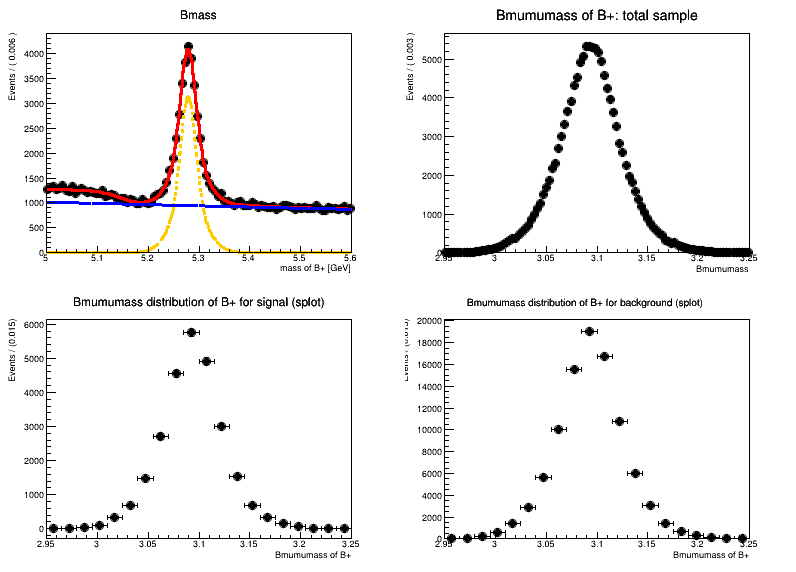 Bmass
Events / ( 0.006 )
4000
3500
3000
2500
2000
1500
1000
500
0
5 5.1 5.2 5.3 5.4 5.5 5.6
mass of B+ [GeV]
Bmumumass of B+: total sample
Events / ( 0.003 )
5000
4000
3000
2000
1000
0
2.95 3 3.05 3.1 3.15 3.2 3.25
Bmumumass
Bmumumass distribution of B+ for signal (splot)
Events / (0.015)
6000
5000
4000
3000
2000
1000
0
2.95 3 3.05 3.1 3.15 3.2 3.25
Bmumumass of B+
Bmumumass distribution of B+ for background (splot)
Events / (0.015)
20000
18000
16000
14000
12000
10000
8000
6000
4000
2000
0
2.95 3 3.05 3.1 3.15 3.2 3.25
Bmumumass of B+